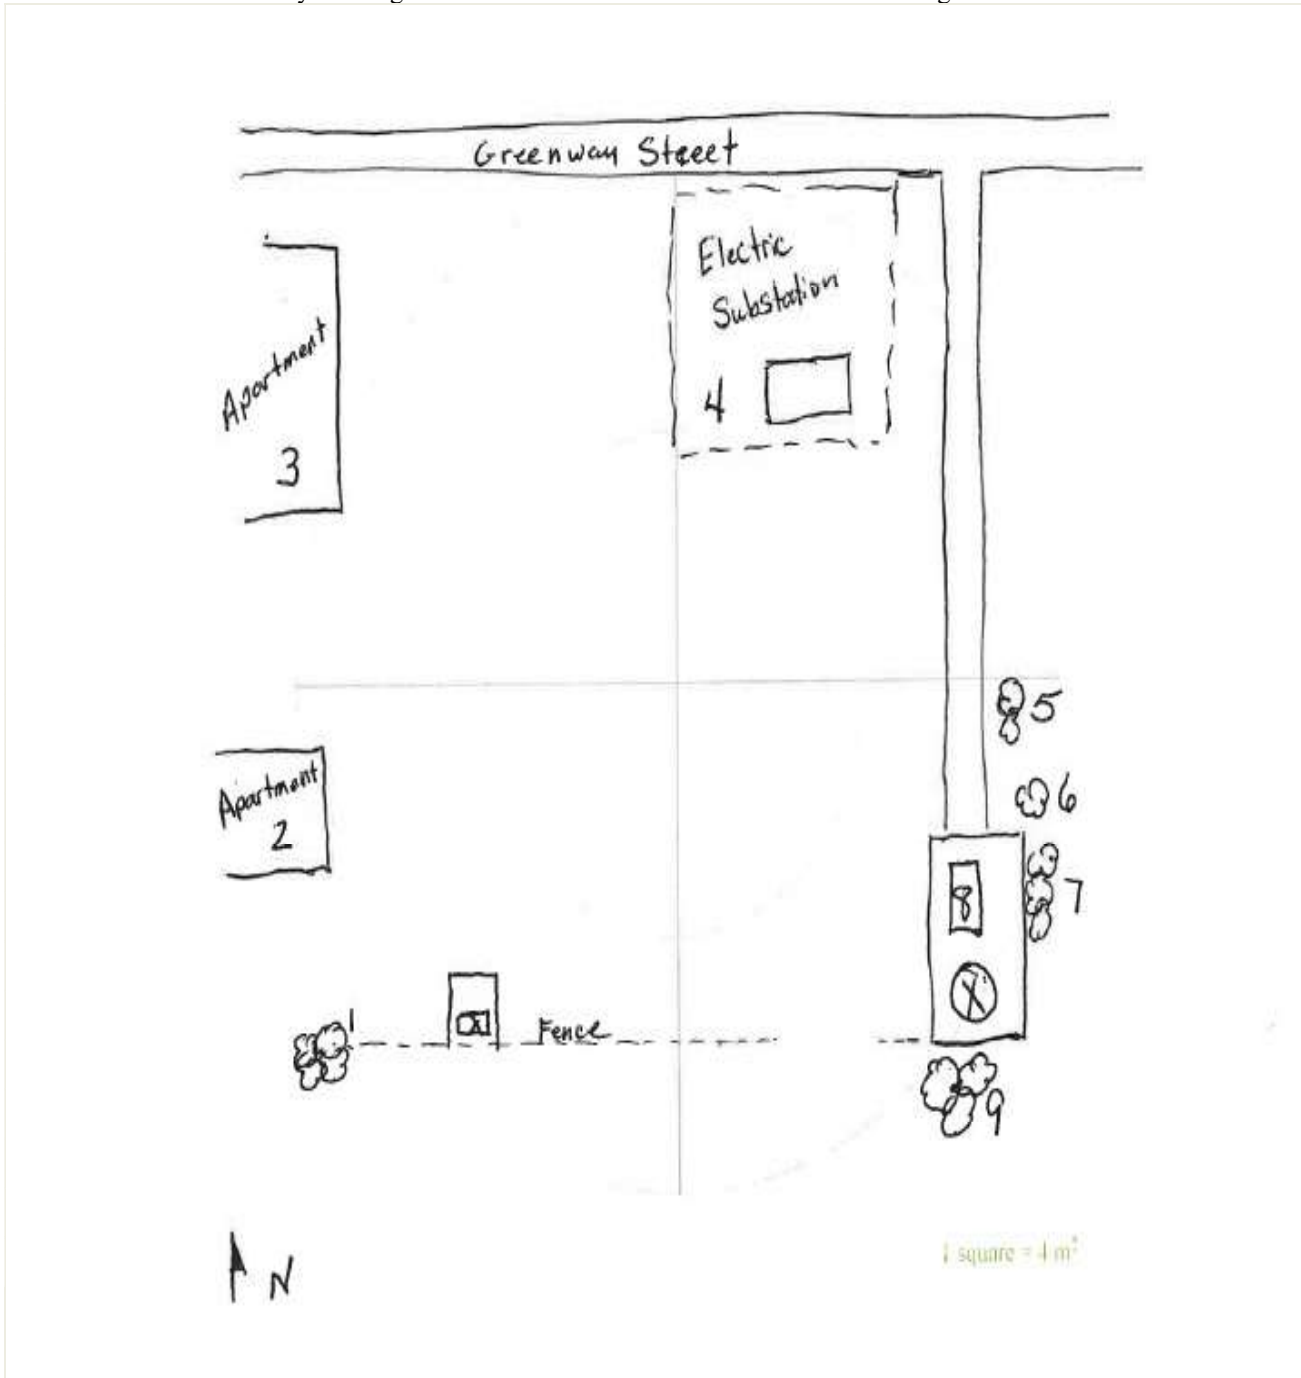 Greenway Street
Electric
Substation
4
Apartment
3
5
6
Apartment
2
7
8
X
1
Fence
9
N
1 square = 4 m²